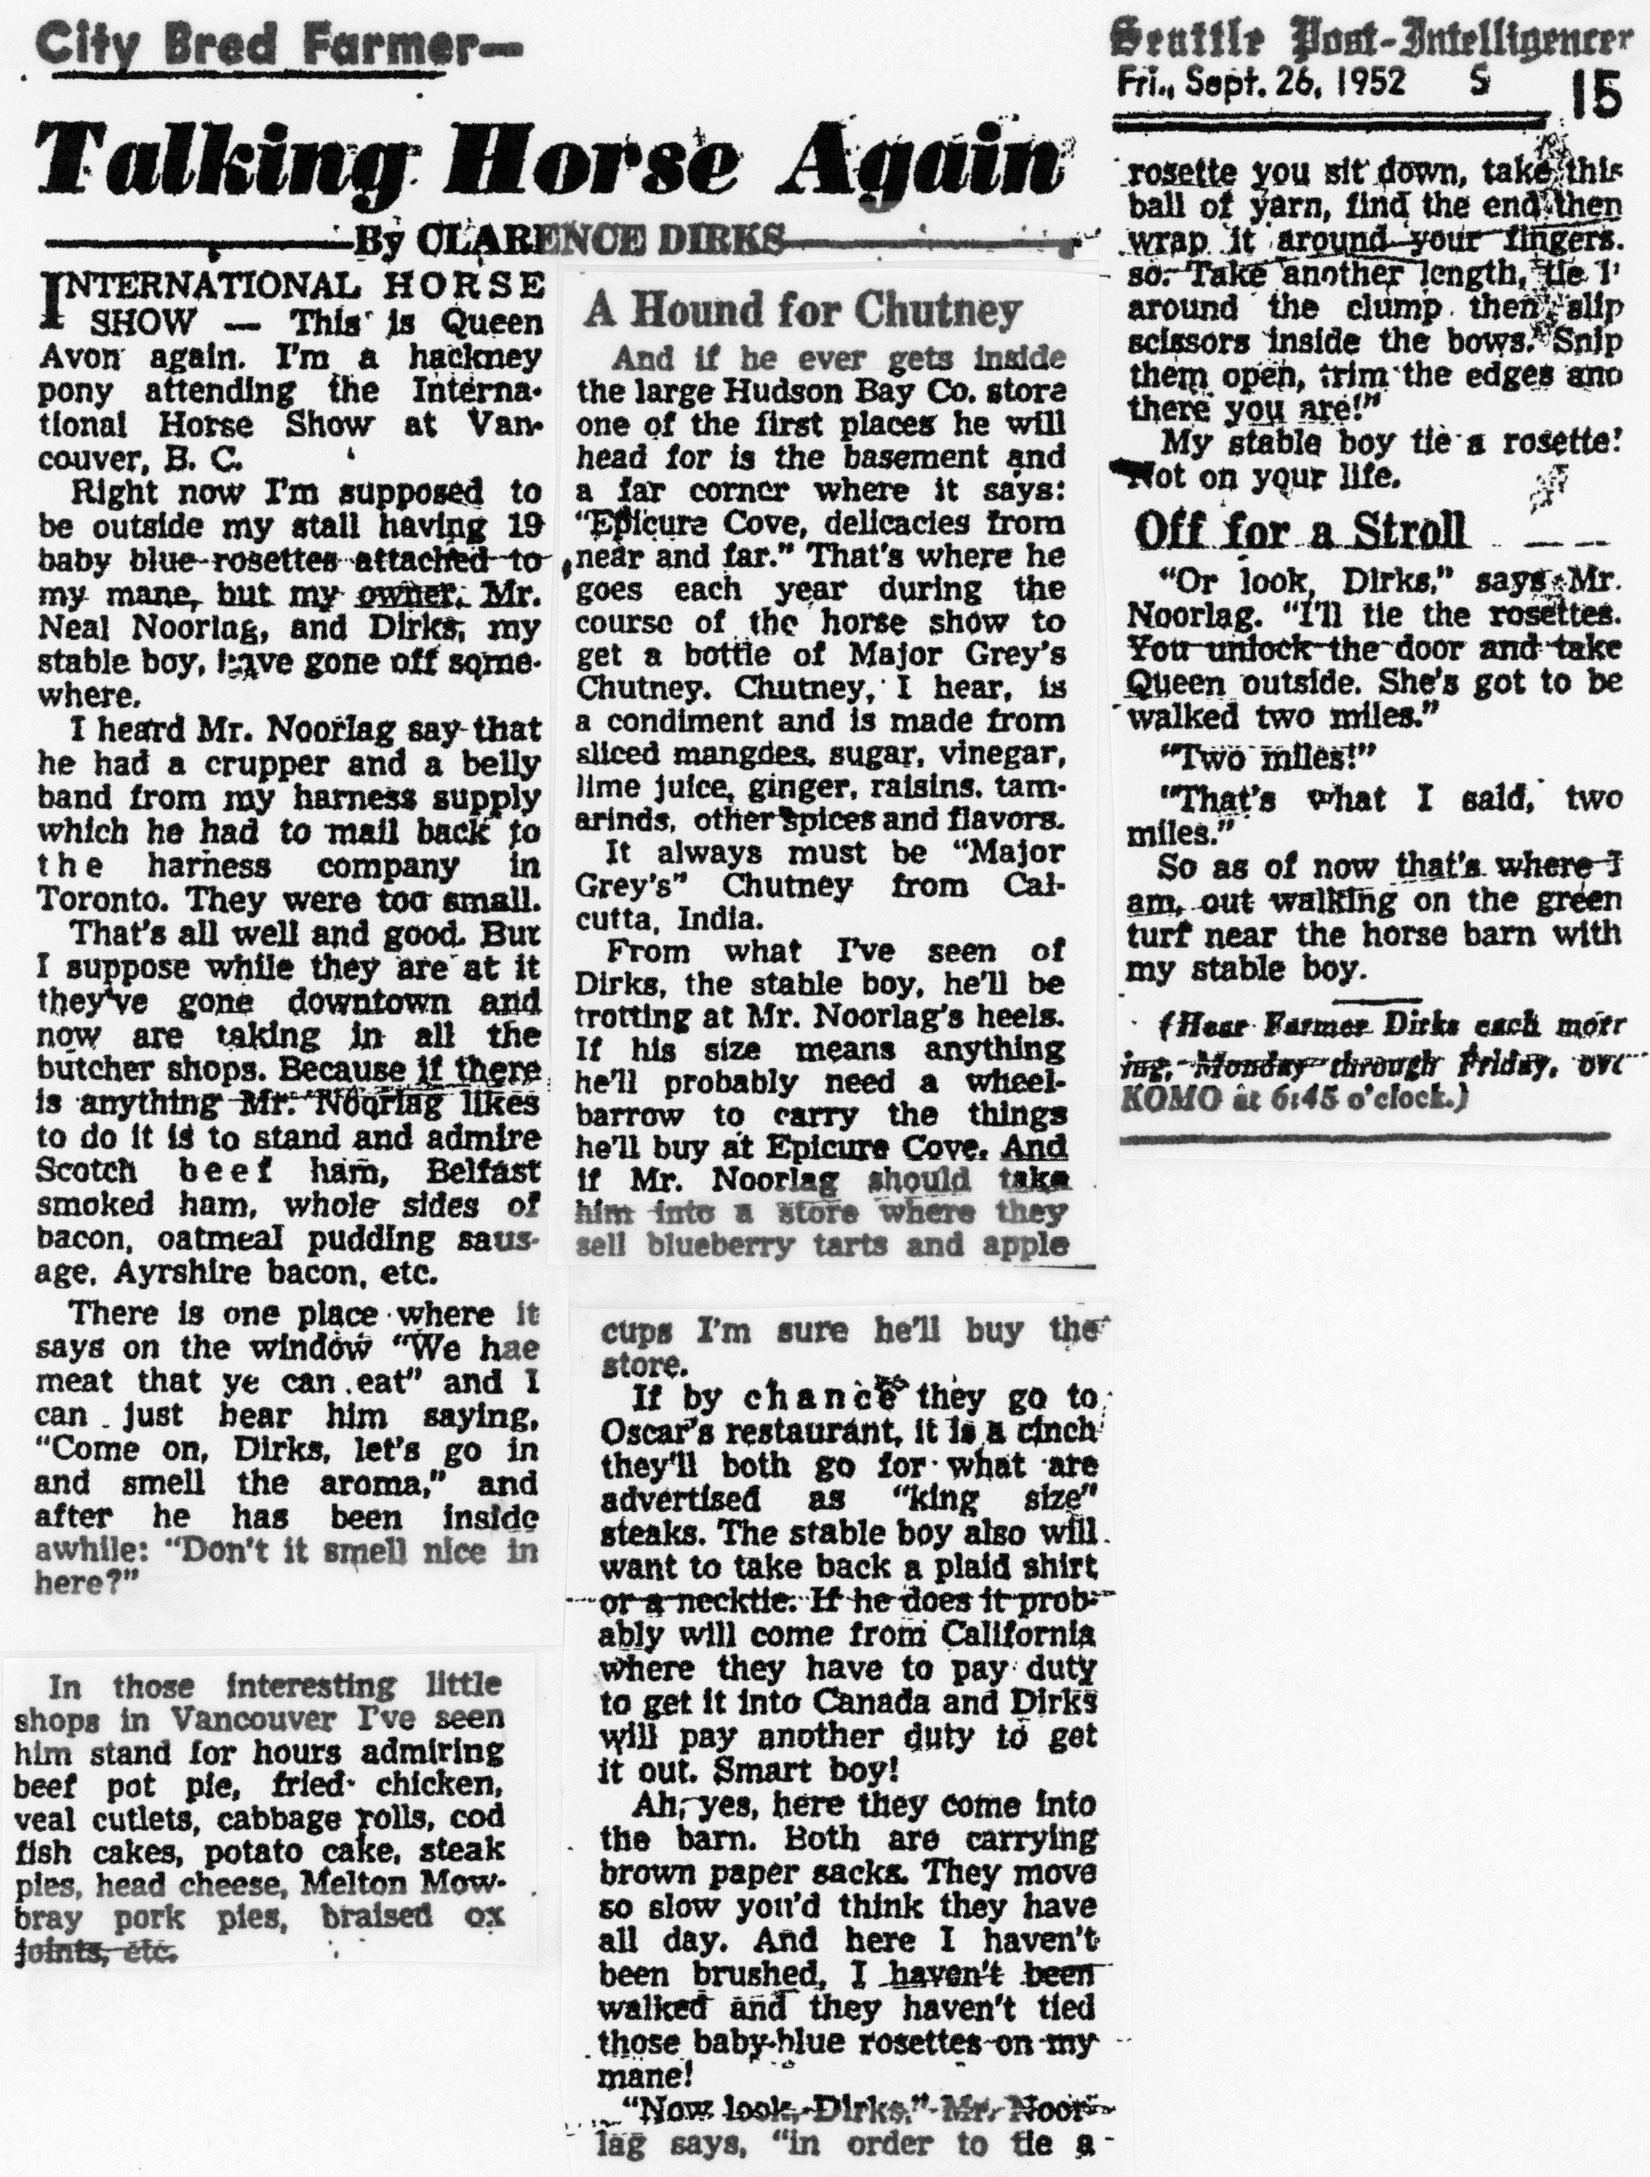 City Bred Farmer—
Talking Horse Again
By CLARENCE DIRKS
INTERNATIONAL HORSE
SHOW — This is Queen
Avon again. I'm a hackney
pony attending the Interna-
tional Horse Show at Van-
couver, B. C.
Right now I'm supposed to
be outside my stall having 19
baby blue rosettes attached to
my mane, but my owner, Mr.
Neal Noorlag, and Dirks, my
stable boy, have gone off some-
where.
I heard Mr. Noorlag say that
he had a crupper and a belly
band from my harness supply
which he had to mail back to
the harness company in
Toronto. They were too small.
That's all well and good. But
I suppose while they are at it
they've gone downtown and
now are taking in all the
butcher shops. Because if there
is anything Mr. Noorlag likes
to do it is to stand and admire
Scotch beef ham, Belfast
smoked ham, whole sides of
bacon, oatmeal pudding saus-
age, Ayrshire bacon, etc.
There is one place where it
says on the window "We hae
meat that ye can eat" and I
can just hear him saying,
"Come on, Dirks, let's go in
and smell the aroma," and
after he has been inside
awhile: "Don't it smell nice in
here?"
In those interesting little
shops in Vancouver I've seen
him stand for hours admiring
beef pot pie, fried chicken,
veal cutlets, cabbage rolls, cod
fish cakes, potato cake, steak
pies, head cheese, Melton Mow-
bray pork pies, braised ox
joints, etc.
A Hound for Chutney
And if he ever gets inside
the large Hudson Bay Co. store
one of the first places he will
head for is the basement and
a far corner where it says:
"Epicure Cove, delicacies from
near and far." That's where he
goes each year during the
course of the horse show to
get a bottle of Major Grey's
Chutney. Chutney, I hear, is
a condiment and is made from
sliced mangdes, sugar, vinegar,
lime juice, ginger, raisins, tam-
arinds, other spices and flavors.
It always must be "Major
Grey's" Chutney from Cal-
cutta, India.
From what I've seen of
Dirks, the stable boy, he'll be
trotting at Mr. Noorlag's heels.
If his size means anything
he'll probably need a wheel-
barrow to carry the things
he'll buy at Epicure Cove. And
if Mr. Noorlag should take
him into a store where they
sell blueberry tarts and apple
cups I'm sure he'll buy the
store.
If by chance they go to
Oscar's restaurant, it is a cinch
they'll both go for what are
advertised as "king size"
steaks. The stable boy also will
want to take back a plaid shirt
or a necktie. If he does it prob-
ably will come from California
where they have to pay duty
to get it into Canada and Dirks
will pay another duty to get
it out. Smart boy!
Ah, yes, here they come into
the barn. Both are carrying
brown paper sacks. They move
so slow you'd think they have
all day. And here I haven't
been brushed, I haven't been
walked and they haven't tied
those baby-blue rosettes on my
mane!
"Now look, Dirks," Mr. Noor-
lag says, "in order to tie a
Seattle Post-Intelligencer
Fri., Sept. 26, 1952 S 15
rosette you sit down, take this
ball of yarn, find the end then
wrap it around your fingers.
so. Take another length, tie i'
around the clump then slip
scissors inside the bows. Snip
them open, trim the edges and
there you are!"
My stable boy tie a rosette!
Not on your life.
Off for a Stroll
"Or look, Dirks," says Mr.
Noorlag. "I'll tie the rosettes.
You unlock the door and take
Queen outside. She's got to be
walked two miles."
"Two miles!"
"That's what I said, two
miles."
So as of now that's where I
am, out walking on the green
turf near the horse barn with
my stable boy.
(Hear Farmer Dirks each morn
ing, Monday through Friday, ove
KOMO at 6:45 o'clock.)